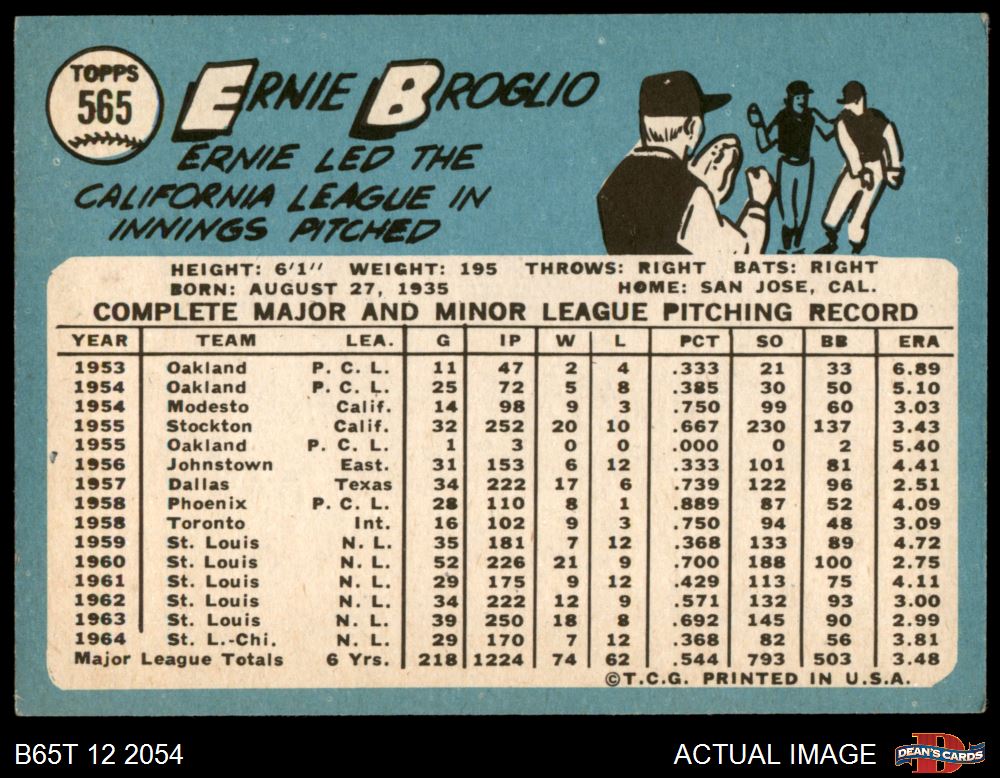 TOPPS
565
ERNIE BROGLIO
ERNIE LED THE
CALIFORNIA LEAGUE IN
INNINGS PITCHED
HEIGHT: 6'1" WEIGHT: 195 THROWS: RIGHT BATS: RIGHT
BORN: AUGUST 27, 1935 HOME: SAN JOSE, CAL.
COMPLETE MAJOR AND MINOR LEAGUE PITCHING RECORD
YEAR TEAM LEA. G IP W L PCT SO BB ERA
1953 Oakland P. C. L. 11 47 2 4 .333 21 33 6.89
1954 Oakland P. C. L. 25 72 5 8 .385 30 50 5.10
1954 Modesto Calif. 14 98 9 3 .750 99 60 3.03
1955 Stockton Calif. 32 252 20 10 .667 230 137 3.43
1955 Oakland P. C. L. 1 3 0 0 .000 0 2 5.40
1956 Johnstown East. 31 153 6 12 .333 101 81 4.41
1957 Dallas Texas 34 222 17 6 .739 122 96 2.51
1958 Phoenix P. C. L. 28 110 8 1 .889 87 52 4.09
1958 Toronto Int. 16 102 9 3 .750 94 48 3.09
1959 St. Louis N. L. 35 181 7 12 .368 133 89 4.72
1960 St. Louis N. L. 52 226 21 9 .700 188 100 2.75
1961 St. Louis N. L. 29 175 9 12 .429 113 75 4.11
1962 St. Louis N. L. 34 222 12 9 .571 132 93 3.00
1963 St. Louis N. L. 39 250 18 8 .692 145 90 2.99
1964 St. L.-Chi. N. L. 29 170 7 12 .368 82 56 3.81
Major League Totals 6 Yrs. 218 1224 74 62 .544 793 503 3.48
©T.C.G. PRINTED IN U.S.A.
B65T 12 2054 ACTUAL IMAGE
D
DEAN'S CARDS